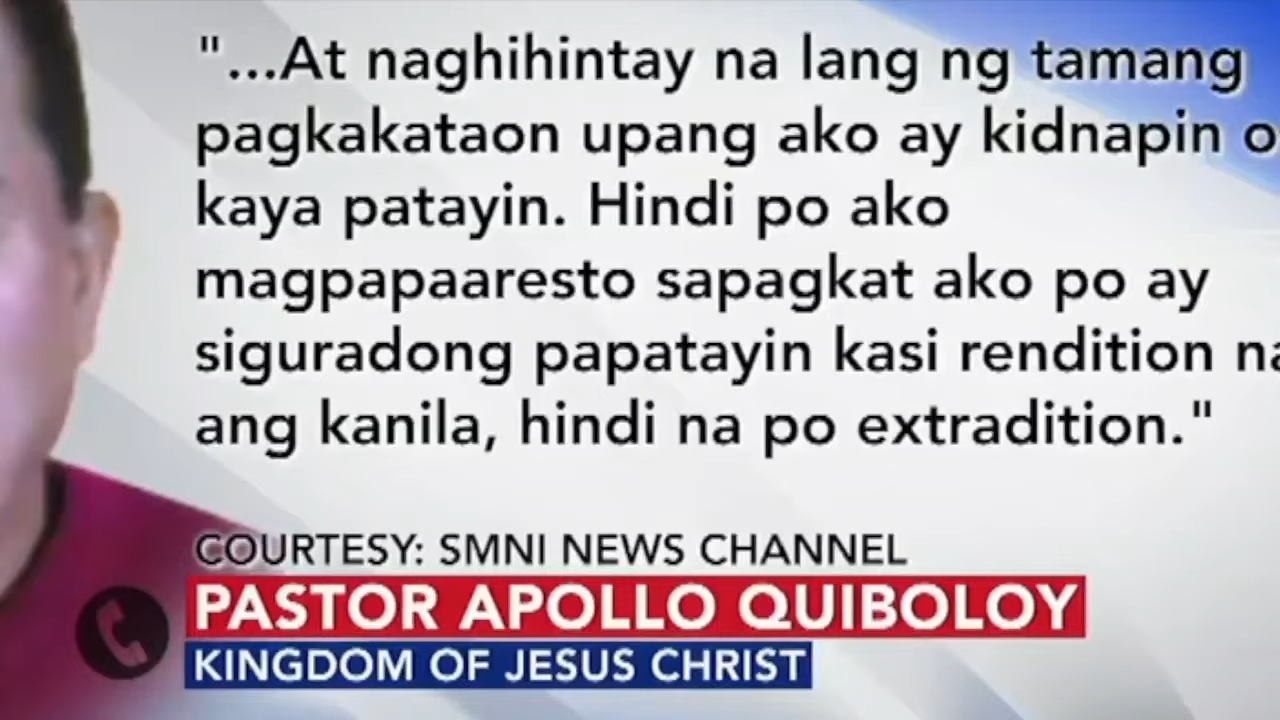 "...At naghihintay na lang ng tamang
pagkakataon upang ako ay kidnapin o
kaya patayin. Hindi po ako
magpapaaresto sapagkat ako po ay
siguradong papatayin kasi rendition na
ang kanila, hindi na po extradition."
COURTESY: SMNI NEWS CHANNEL
PASTOR APOLLO QUIBOLOY
KINGDOM OF JESUS CHRIST